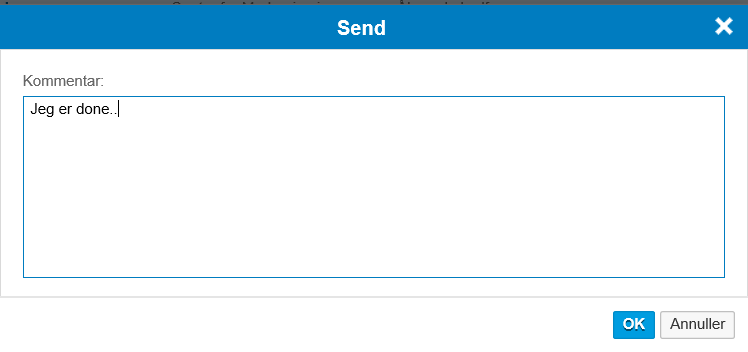 Send
Kommentar:
Jeg er done..
OK
Annuller